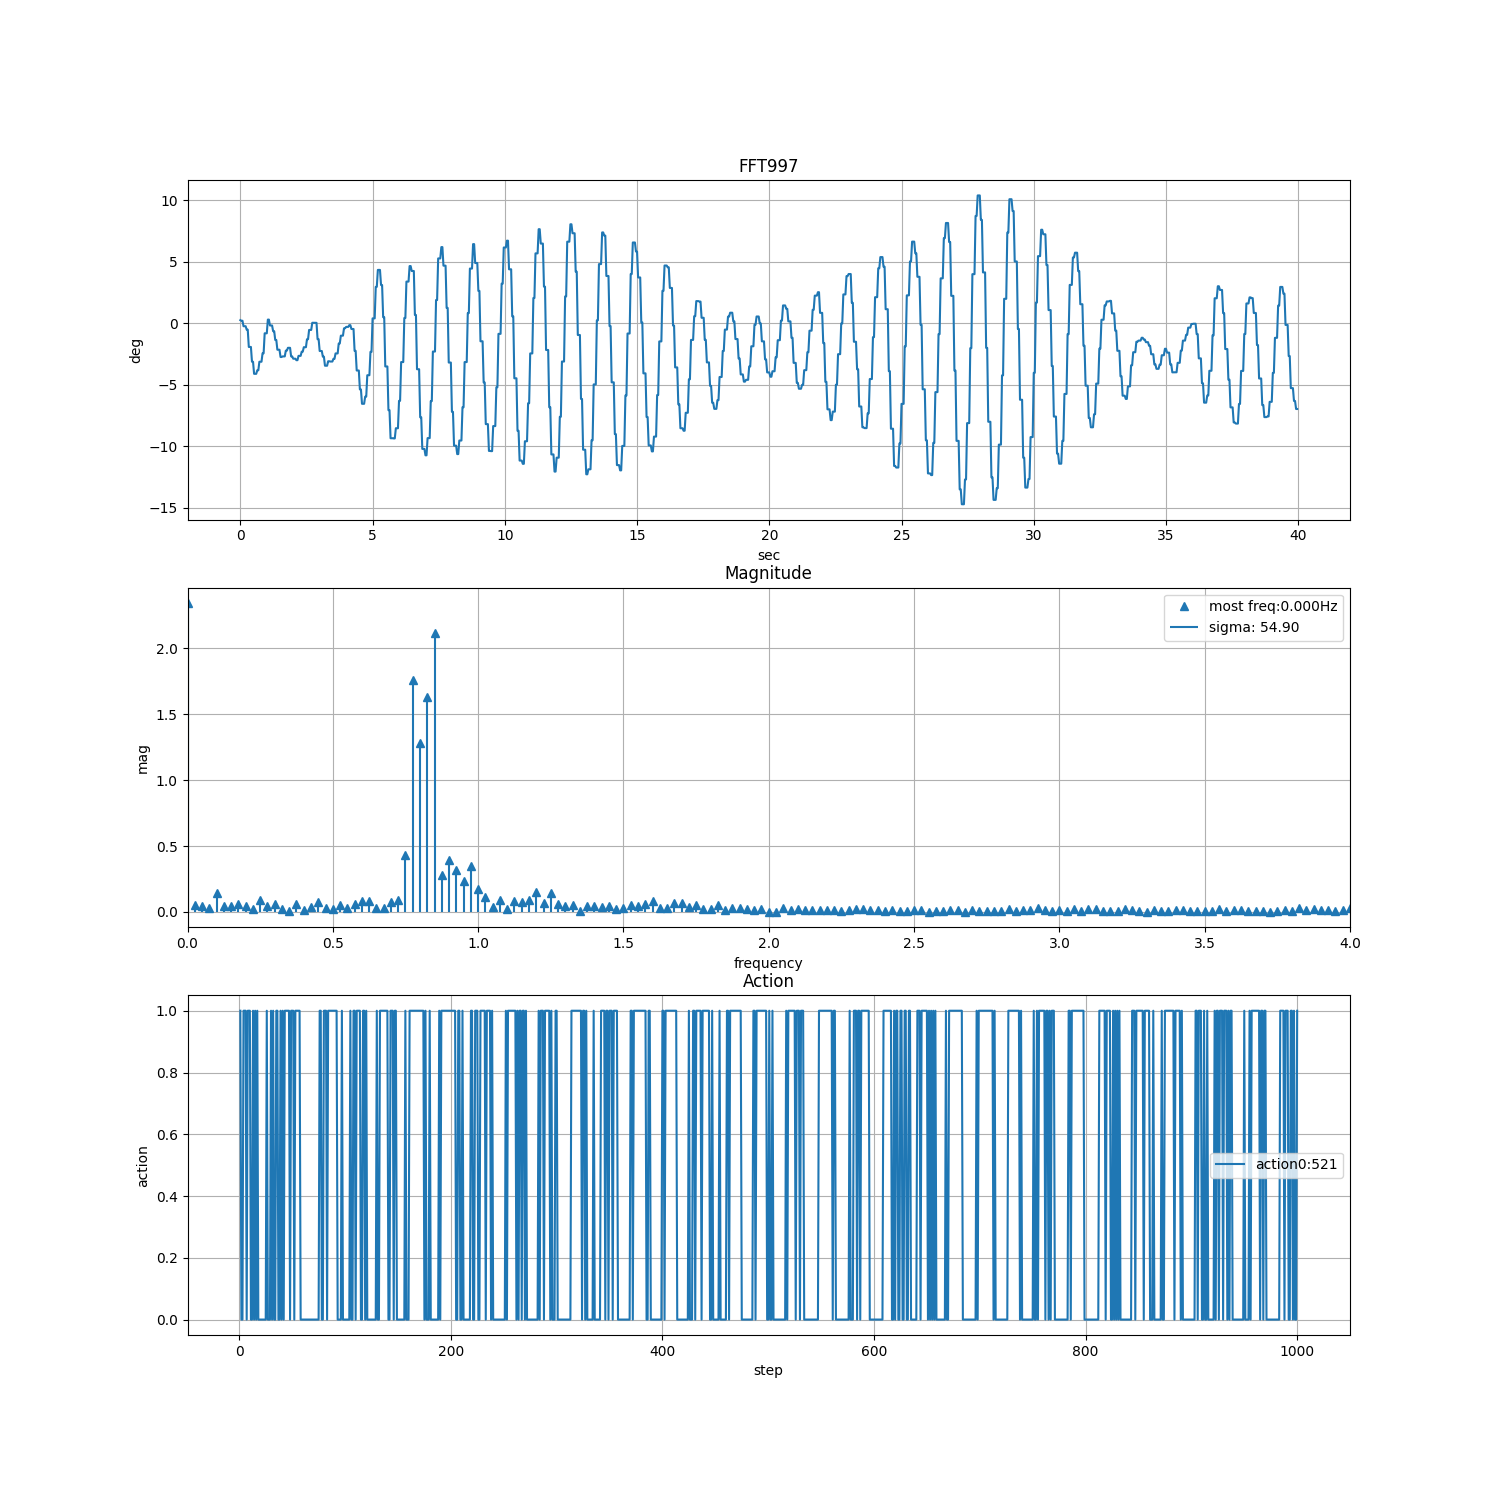 FFT997
10
5
0
−5
−10
−15
deg
0 5 10 15 20 25 30 35 40
sec
Magnitude
most freq:0.000Hz
sigma: 54.90
2.0
1.5
1.0
0.5
0.0
mag
0.0 0.5 1.0 1.5 2.0 2.5 3.0 3.5 4.0
frequency
Action
1.0
0.8
0.6
0.4
0.2
0.0
action
action0:521
0 200 400 600 800 1000
step